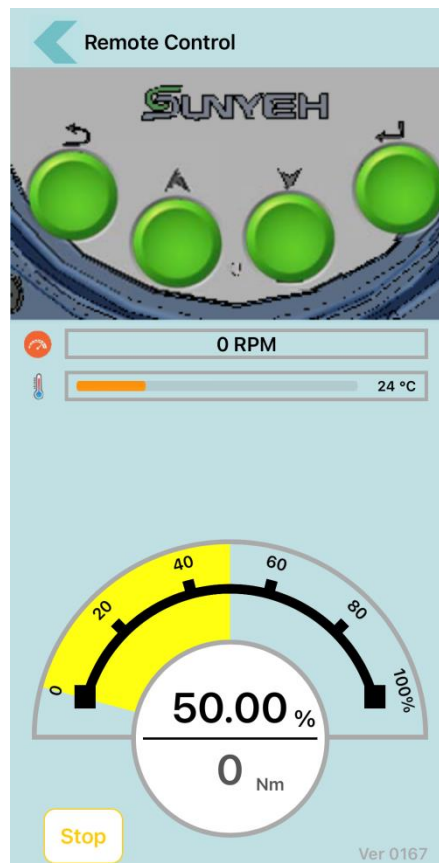 Remote Control
SUNYEH
0 RPM
24 °C
0
20
40
60
80
100%
50.00 %
0 Nm
Stop
Ver 0167